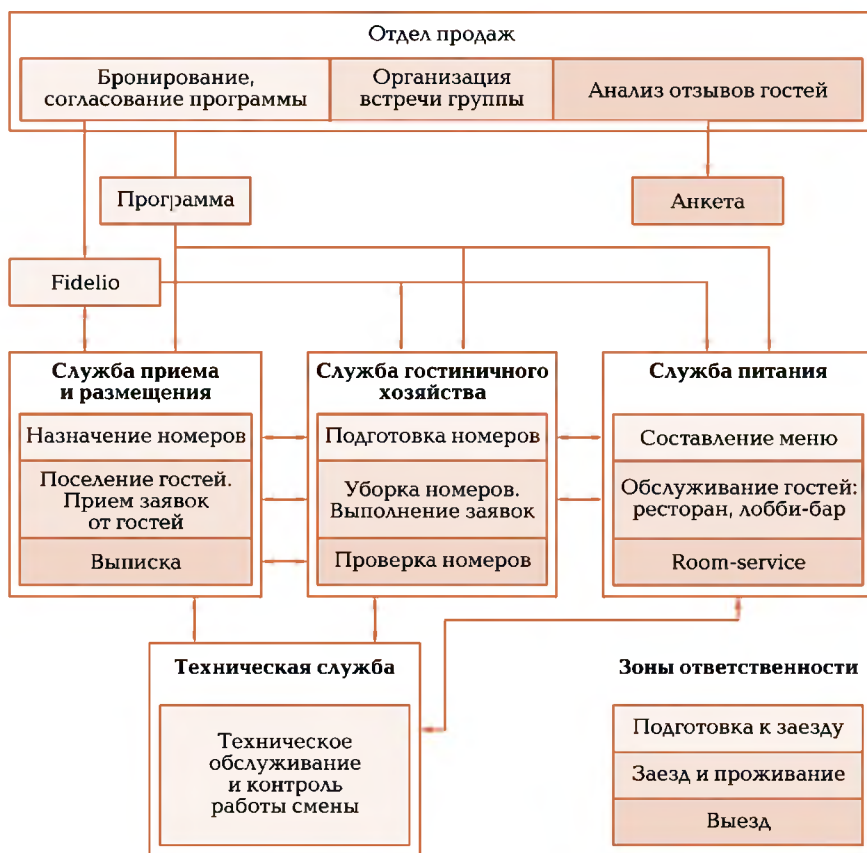 Отдел продаж
Бронирование,
согласование программы
Организация
встречи группы
Анализ отзывов гостей
Программа
Анкета
Fidelio
Служба приема
и размещения
Назначение номеров
Поселение гостей.
Прием заявок
от гостей
Выписка
Служба гостиничного
хозяйства
Подготовка номеров
Уборка номеров.
Выполнение заявок
Проверка номеров
Служба питания
Составление меню
Обслуживание гостей:
ресторан, лобби-бар
Room-service
Техническая служба
Техническое
обслуживание
и контроль
работы смены
Зоны ответственности
Подготовка к заезду
Заезд и проживание
Выезд